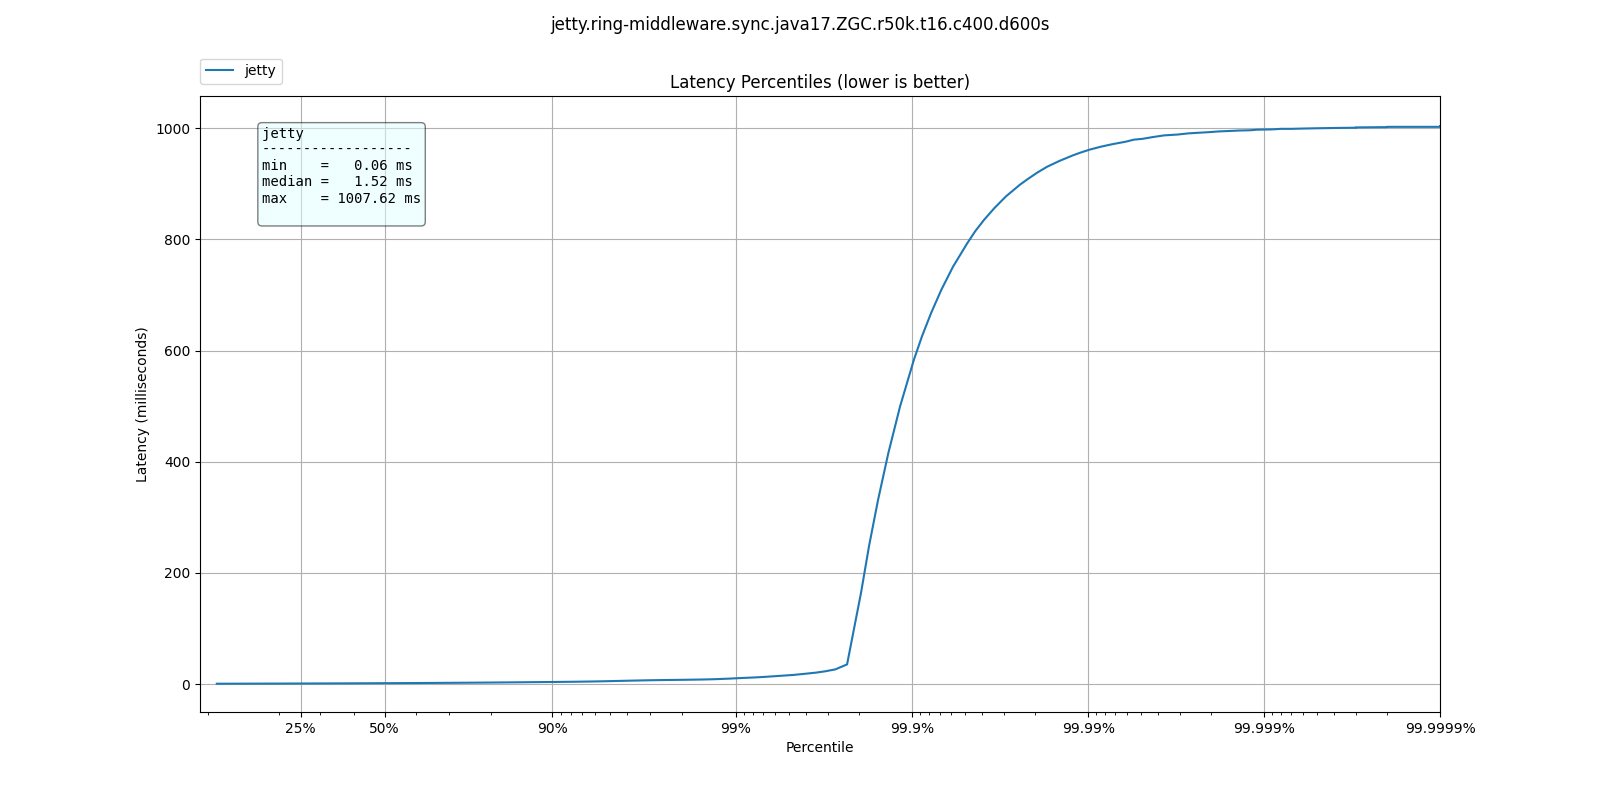 jetty.ring-middleware.sync.java17.ZGC.r50k.t16.c400.d600s
jetty
Latency Percentiles (lower is better)
jetty
------------------
min    =   0.06 ms
median =   1.52 ms
max    = 1007.62 ms
1000
800
600
400
200
0
Latency (milliseconds)
25% 50% 90% 99% 99.9% 99.99% 99.999% 99.9999%
Percentile